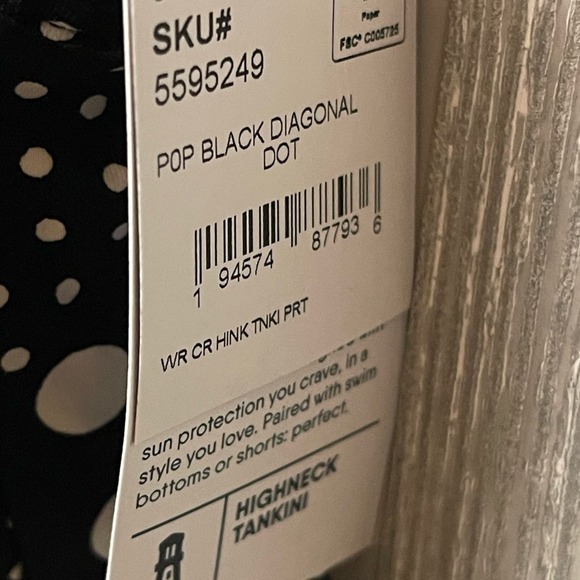 Paper
FSC® C005725
SKU#
5595249
POP BLACK DIAGONAL
DOT
1 94574 87793 6
WR CR HINK TNKI PRT
sun protection you crave, in a
style you love. Paired with swim
bottoms or shorts: perfect.
HIGHNECK
TANKINI